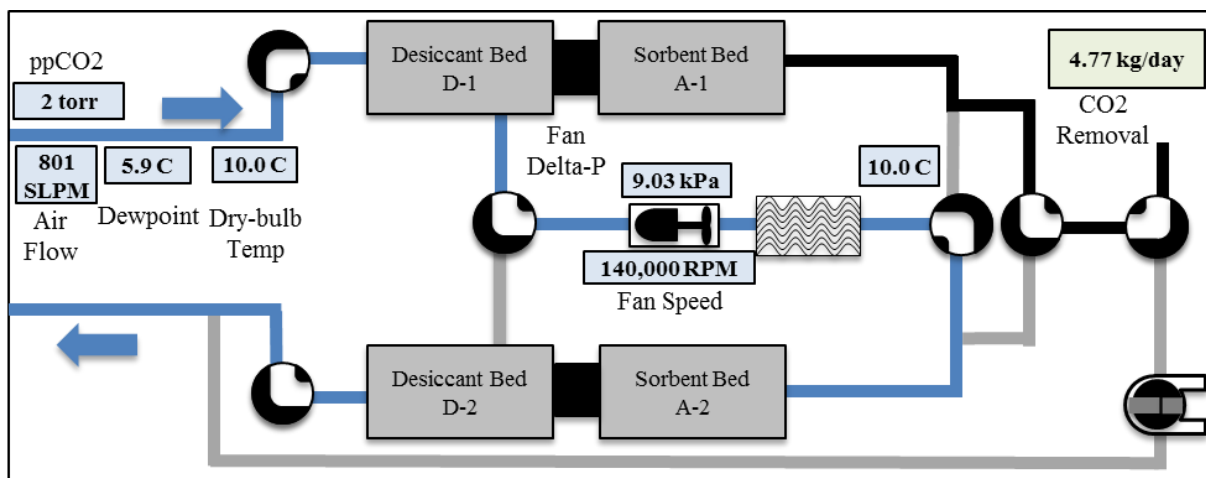 ppCO2
2 torr
801
SLPM
Air
Flow
5.9 C
Dewpoint
10.0 C
Dry-bulb
Temp
Desiccant Bed
D-1
Sorbent Bed
A-1
Fan
Delta-P
9.03 kPa
140,000 RPM
Fan Speed
10.0 C
4.77 kg/day
CO2
Removal
Desiccant Bed
D-2
Sorbent Bed
A-2